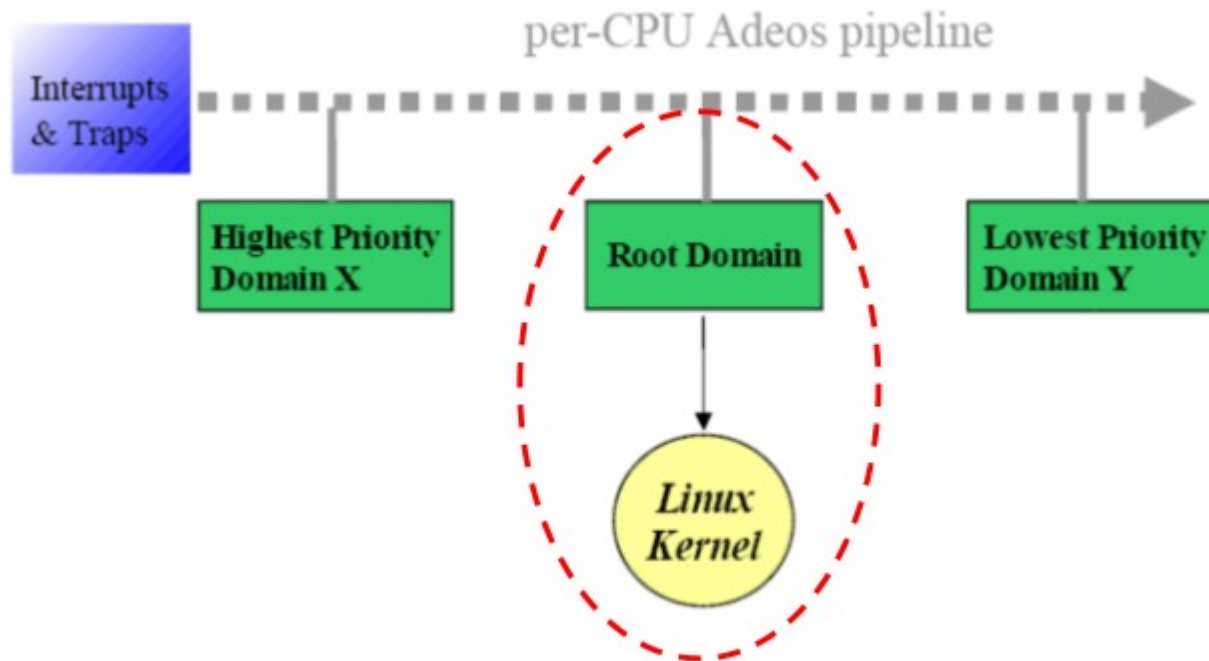 per-CPU Adeos pipeline
Interrupts
& Traps
Highest Priority
Domain X
Root Domain
Lowest Priority
Domain Y
Linux
Kernel